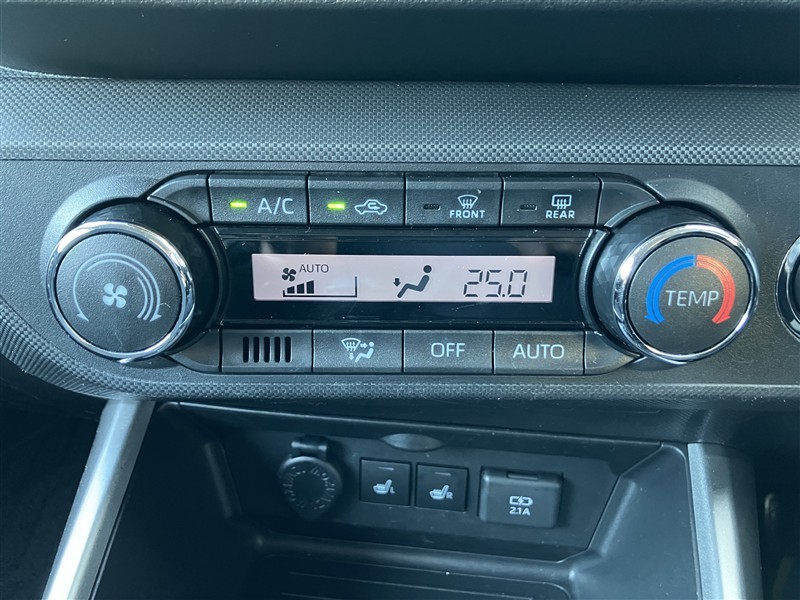 A/C
FRONT
REAR
AUTO
25.0
TEMP
OFF
AUTO
L
R
2.1A